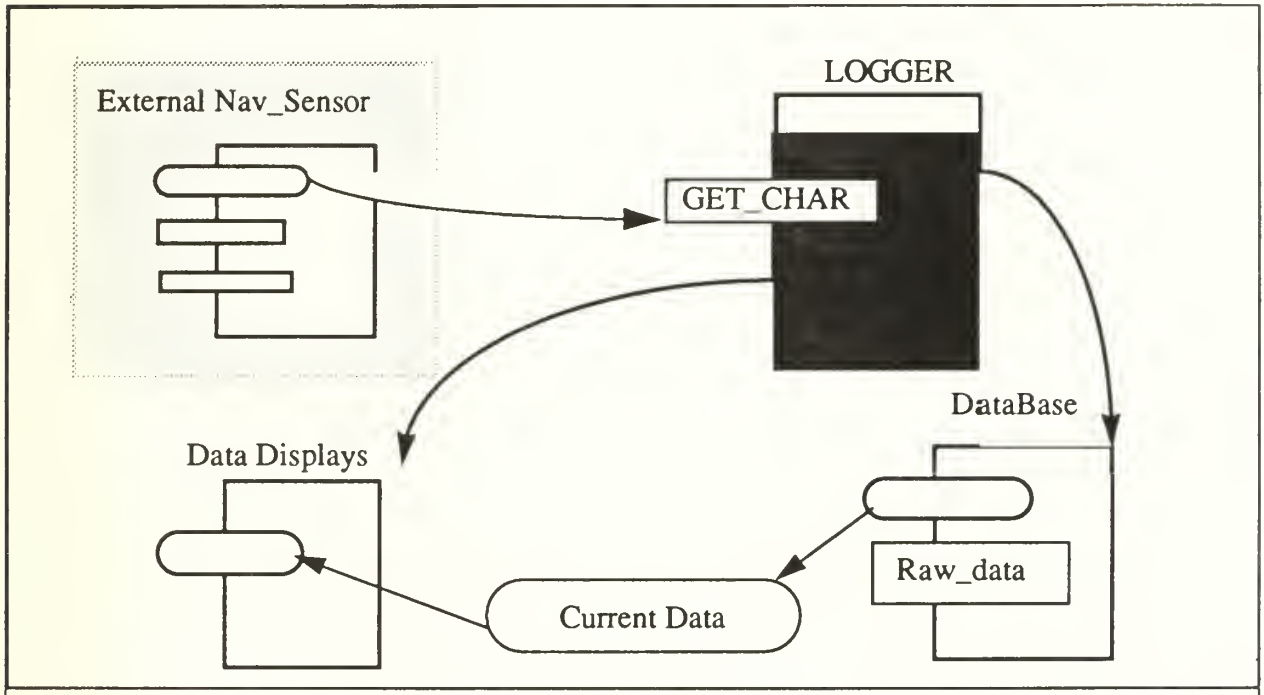 External Nav_Sensor
LOGGER
GET_CHAR
DataBase
Data Displays
Raw_data
Current Data